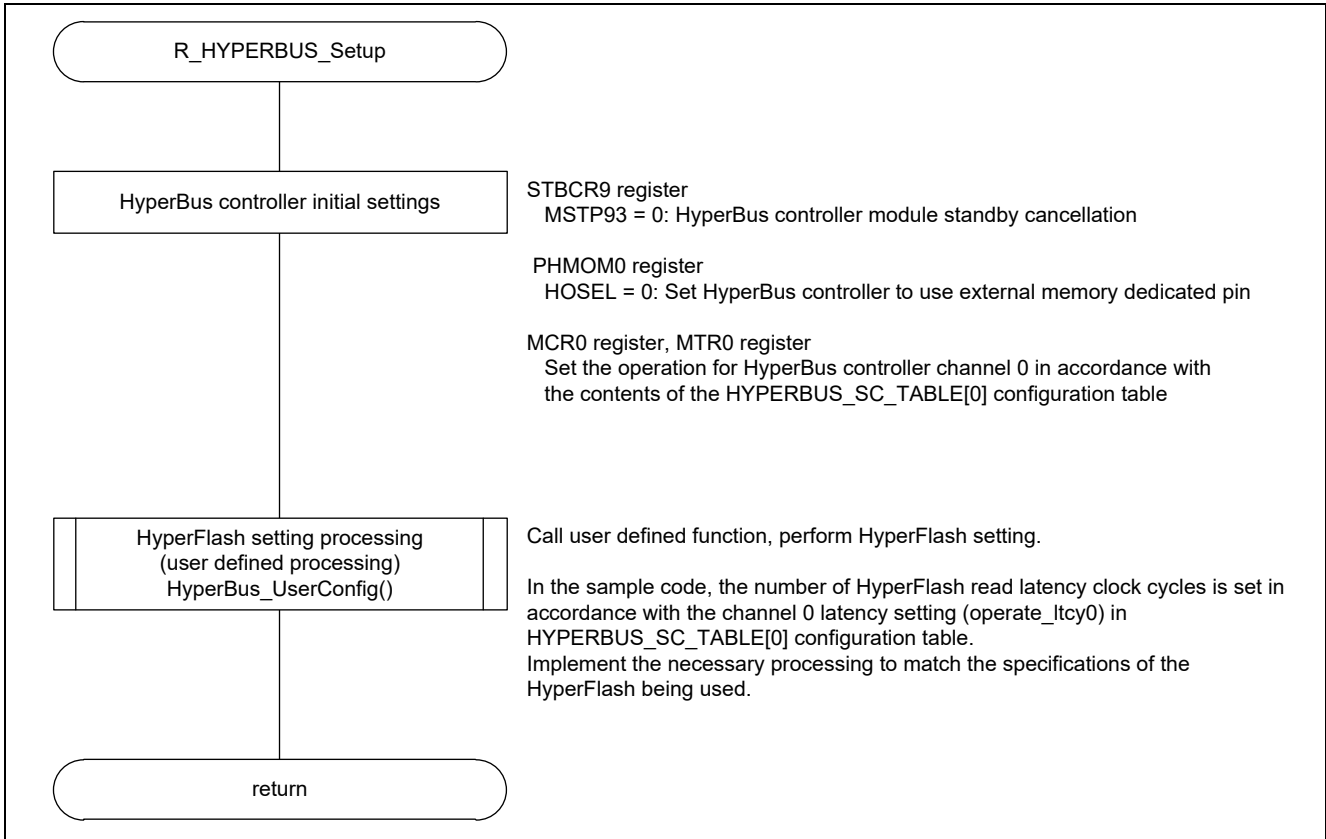 R_HYPERBUS_Setup
HyperBus controller initial settings
STBCR9 register
MSTP93 = 0: HyperBus controller module standby cancellation
PHMOM0 register
HOSEL = 0: Set HyperBus controller to use external memory dedicated pin
MCR0 register, MTR0 register
Set the operation for HyperBus controller channel 0 in accordance with
the contents of the HYPERBUS_SC_TABLE[0] configuration table
HyperFlash setting processing
(user defined processing)
HyperBus_UserConfig()
Call user defined function, perform HyperFlash setting.
In the sample code, the number of HyperFlash read latency clock cycles is set in
accordance with the channel 0 latency setting (operate_ltcy0) in
HYPERBUS_SC_TABLE[0] configuration table.
Implement the necessary processing to match the specifications of the
HyperFlash being used.
return